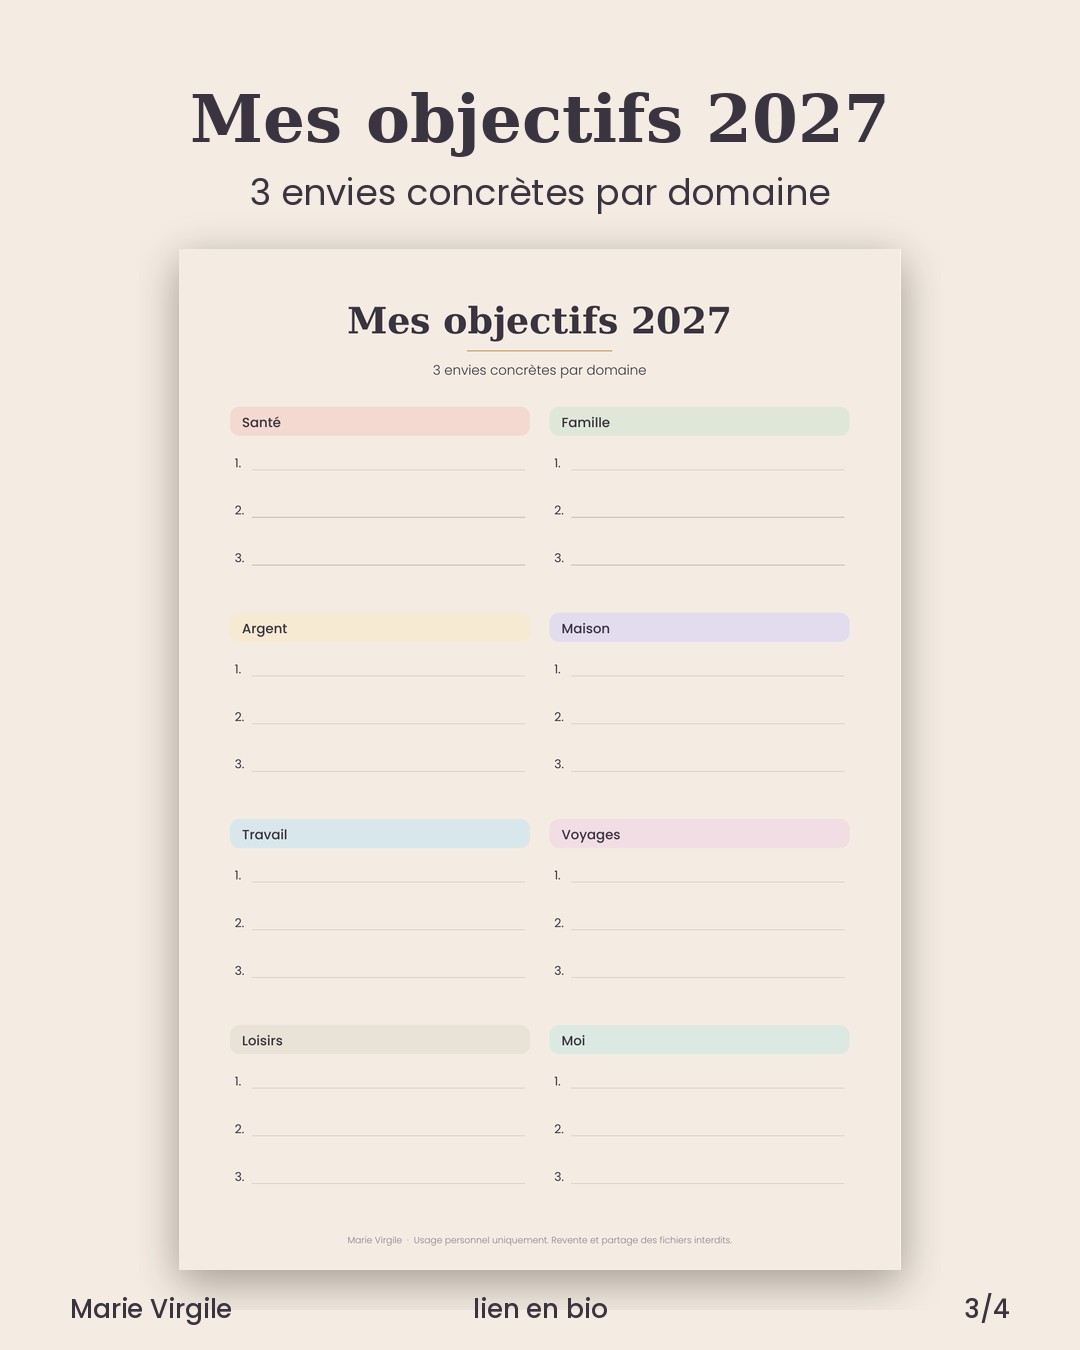 Mes objectifs 2027
3 envies concrètes par domaine
Mes objectifs 2027
3 envies concrètes par domaine
Santé
1.
2.
3.
Famille
1.
2.
3.
Argent
1.
2.
3.
Maison
1.
2.
3.
Travail
1.
2.
3.
Voyages
1.
2.
3.
Loisirs
1.
2.
3.
Moi
1.
2.
3.
Marie Virgile · Usage personnel uniquement. Revente et partage des fichiers interdits.
Marie Virgile lien en bio 3/4